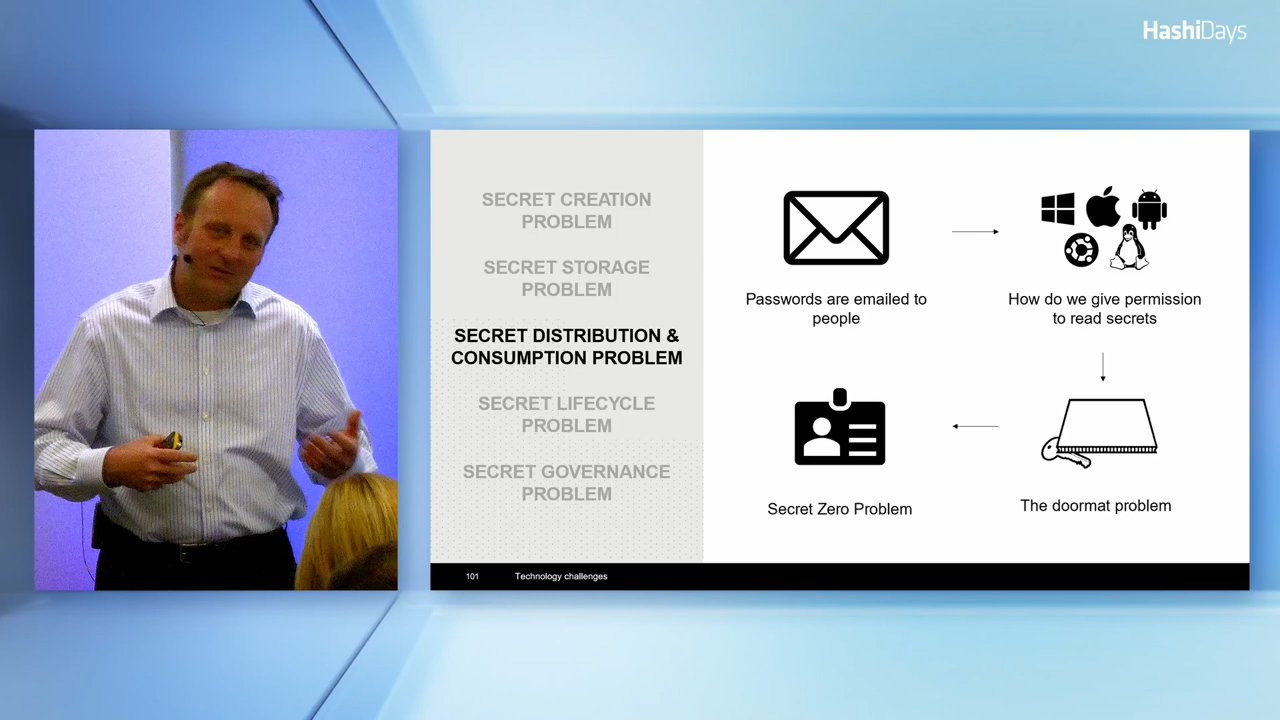 HashiDays
SECRET CREATION
PROBLEM
SECRET STORAGE
PROBLEM
SECRET DISTRIBUTION &
CONSUMPTION PROBLEM
SECRET LIFECYCLE
PROBLEM
SECRET GOVERNANCE
PROBLEM
Passwords are emailed to
people
How do we give permission
to read secrets
Secret Zero Problem
The doormat problem
101
Technology challenges